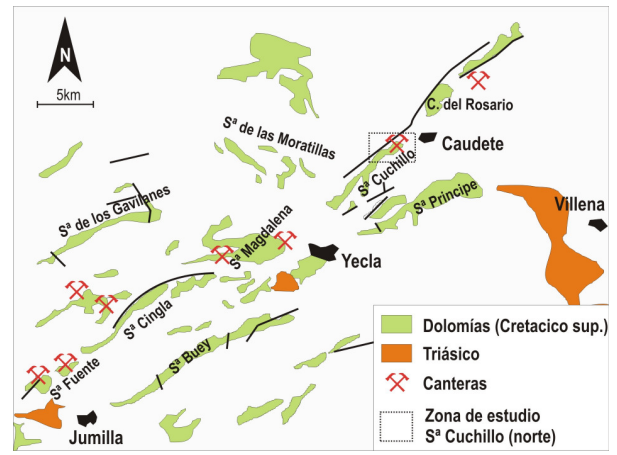 N
5km
Sª de las Moratillas
C. del Rosario
Caudete
Sª Cuchillo
Sª de los Gavilanes
Sª Principe
Villena
Sª Magdalena
Yecla
Sª Cingla
Sª Buey
Sª Fuente
Jumilla
Dolomías (Cretacico sup.)
Triásico
Canteras
Zona de estudio
Sª Cuchillo (norte)